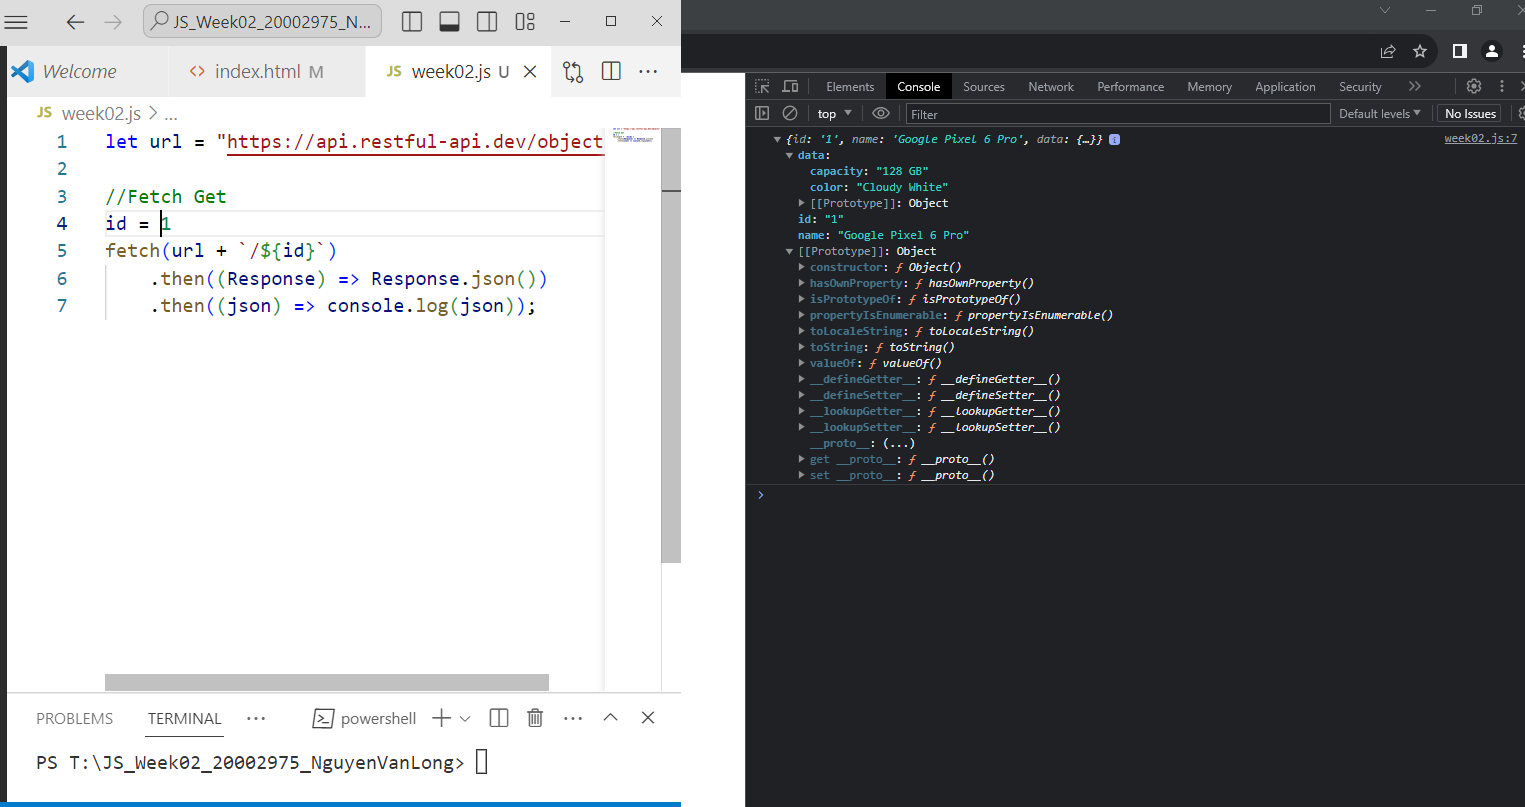 JS_Week02_20002975_N...
Welcome
<> index.html M
JS week02.js U
JS week02.js > ...
1 let url = "https://api.restful-api.dev/object
2
3 //Fetch Get
4 id = 1
5 fetch(url + `/${id}`)
6 .then((Response) => Response.json())
7 .then((json) => console.log(json));
PROBLEMS TERMINAL ... powershell
PS T:\JS_Week02_20002975_NguyenVanLong>
Elements Console Sources Network Performance Memory Application Security
top Filter Default levels No Issues
{id: '1', name: 'Google Pixel 6 Pro', data: {…}} i week02.js:7
data:
capacity: "128 GB"
color: "Cloudy White"
[[Prototype]]: Object
id: "1"
name: "Google Pixel 6 Pro"
[[Prototype]]: Object
constructor: ƒ Object()
hasOwnProperty: ƒ hasOwnProperty()
isPrototypeOf: ƒ isPrototypeOf()
propertyIsEnumerable: ƒ propertyIsEnumerable()
toLocaleString: ƒ toLocaleString()
toString: ƒ toString()
valueOf: ƒ valueOf()
__defineGetter__: ƒ __defineGetter__()
__defineSetter__: ƒ __defineSetter__()
__lookupGetter__: ƒ __lookupGetter__()
__lookupSetter__: ƒ __lookupSetter__()
__proto__: (...)
get __proto__: ƒ __proto__()
set __proto__: ƒ __proto__()